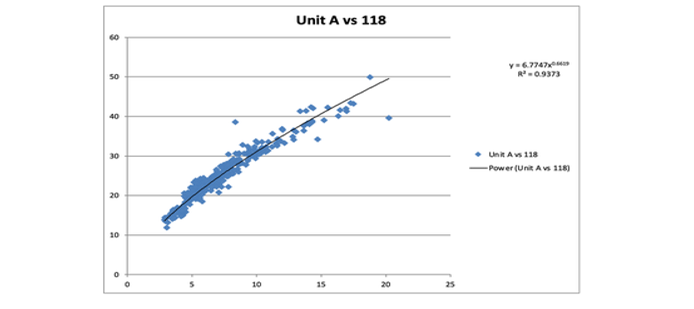 Unit A vs 118
60
y = 6.7747x^0.6619
R² = 0.9373
50
40
30
Unit A vs 118
Power (Unit A vs 118)
20
10
0
0 5 10 15 20 25